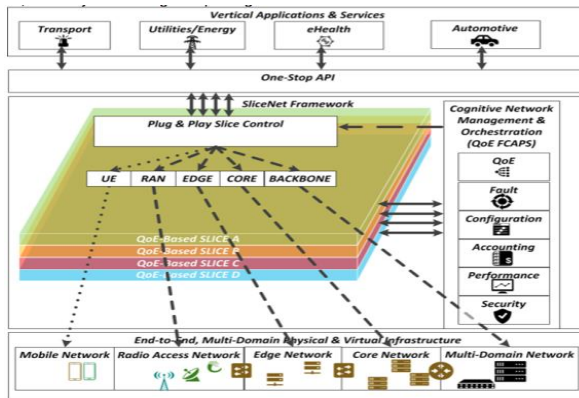 Vertical Applications & Services
Transport
Utilities/Energy
eHealth
Automotive
One-Stop API
SliceNet Framework
Plug & Play Slice Control
UE
RAN
EDGE
CORE
BACKBONE
QoE-Based SLICE A
QoE-Based SLICE B
QoE-Based SLICE C
QoE-Based SLICE D
Cognitive Network
Management &
Orchestrration
(QoE FCAPS)
QoE
Fault
Configuration
Accounting
Performance
Security
End-to-End, Multi-Domain Physical & Virtual Infrastructure
Mobile Network
Radio Access Network
Edge Network
Core Network
Multi-Domain Network